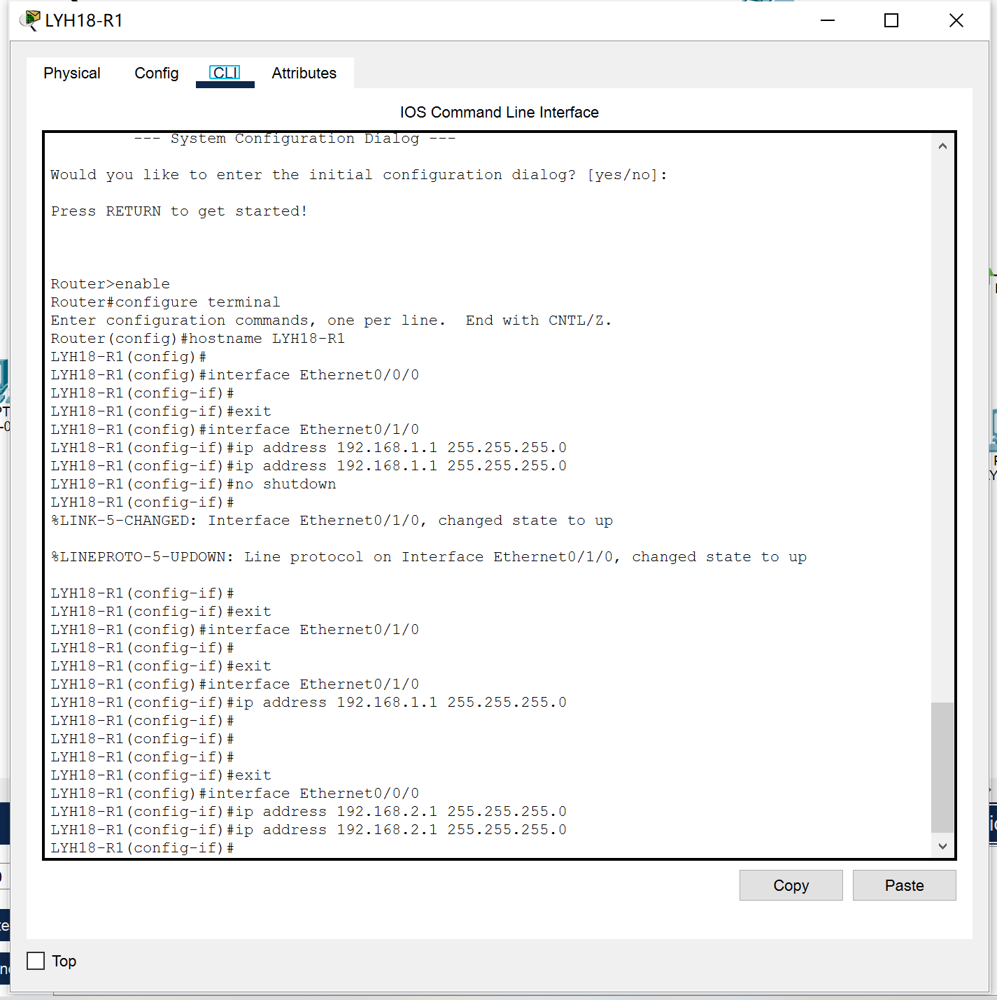 LYH18-R1
Physical Config CLI Attributes
IOS Command Line Interface
--- System Configuration Dialog ---
Would you like to enter the initial configuration dialog? [yes/no]:
Press RETURN to get started!
Router>enable
Router#configure terminal
Enter configuration commands, one per line.  End with CNTL/Z.
Router(config)#hostname LYH18-R1
LYH18-R1(config)#
LYH18-R1(config)#interface Ethernet0/0/0
LYH18-R1(config-if)#
LYH18-R1(config-if)#exit
LYH18-R1(config)#interface Ethernet0/1/0
LYH18-R1(config-if)#ip address 192.168.1.1 255.255.255.0
LYH18-R1(config-if)#ip address 192.168.1.1 255.255.255.0
LYH18-R1(config-if)#no shutdown
LYH18-R1(config-if)#
%LINK-5-CHANGED: Interface Ethernet0/1/0, changed state to up
%LINEPROTO-5-UPDOWN: Line protocol on Interface Ethernet0/1/0, changed state to up
LYH18-R1(config-if)#
LYH18-R1(config-if)#exit
LYH18-R1(config)#interface Ethernet0/1/0
LYH18-R1(config-if)#
LYH18-R1(config-if)#exit
LYH18-R1(config)#interface Ethernet0/1/0
LYH18-R1(config-if)#ip address 192.168.1.1 255.255.255.0
LYH18-R1(config-if)#
LYH18-R1(config-if)#
LYH18-R1(config-if)#
LYH18-R1(config-if)#exit
LYH18-R1(config)#interface Ethernet0/0/0
LYH18-R1(config-if)#ip address 192.168.2.1 255.255.255.0
LYH18-R1(config-if)#ip address 192.168.2.1 255.255.255.0
LYH18-R1(config-if)#
Copy Paste
Top